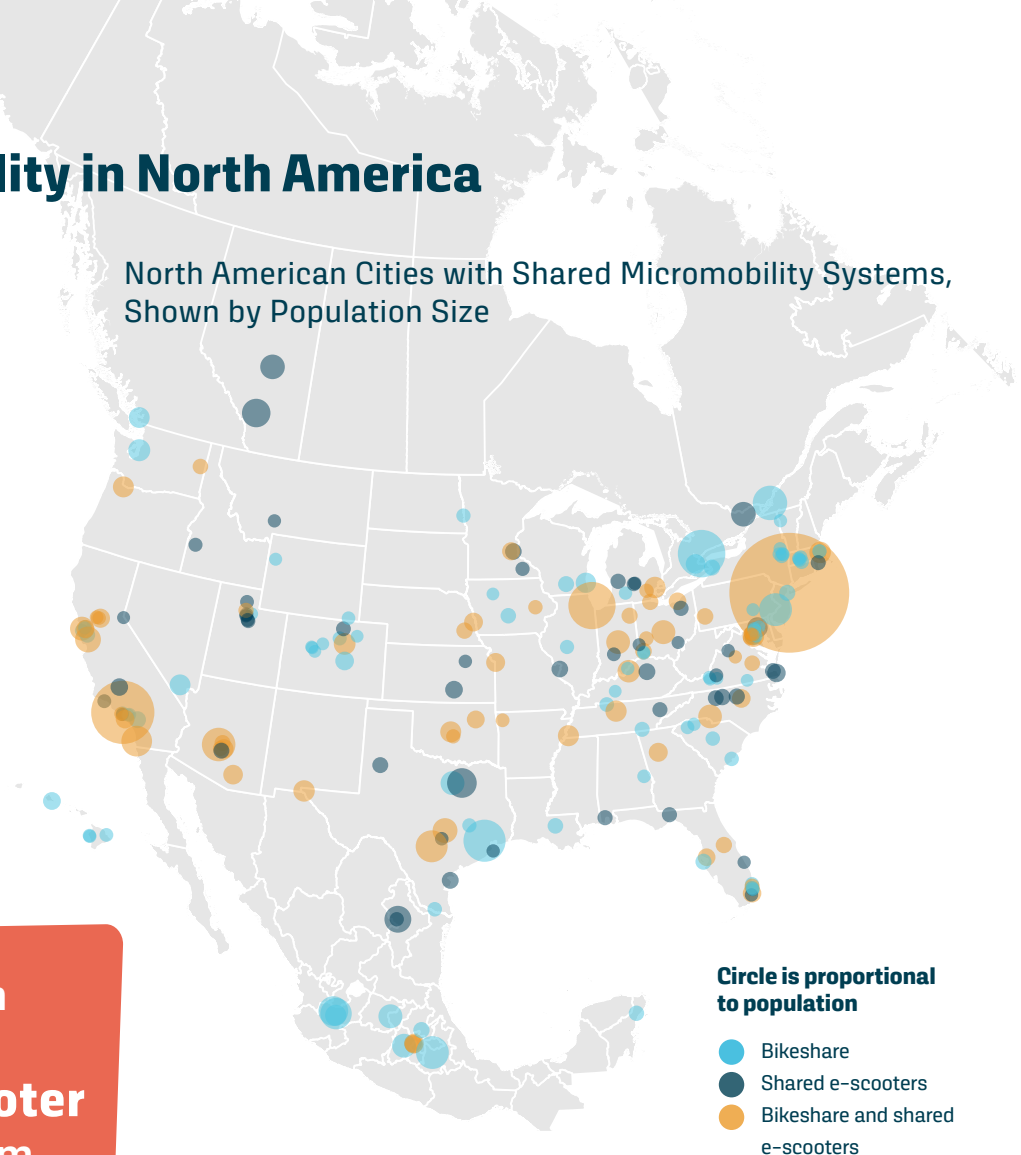 lity in North America
North American Cities with Shared Micromobility Systems,
Shown by Population Size
n
oter
m
Circle is proportional
to population
Bikeshare
Shared e-scooters
Bikeshare and shared
e-scooters